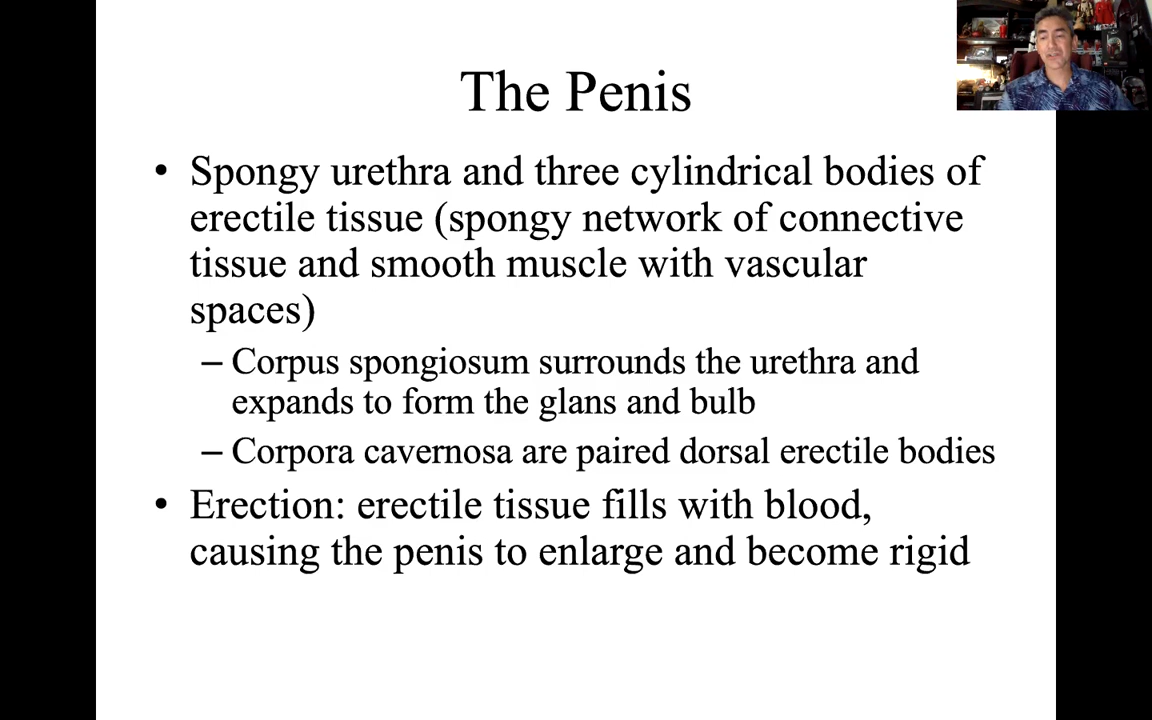 The Penis
• Spongy urethra and three cylindrical bodies of
erectile tissue (spongy network of connective
tissue and smooth muscle with vascular
spaces)
– Corpus spongiosum surrounds the urethra and
expands to form the glans and bulb
– Corpora cavernosa are paired dorsal erectile bodies
• Erection: erectile tissue fills with blood,
causing the penis to enlarge and become rigid